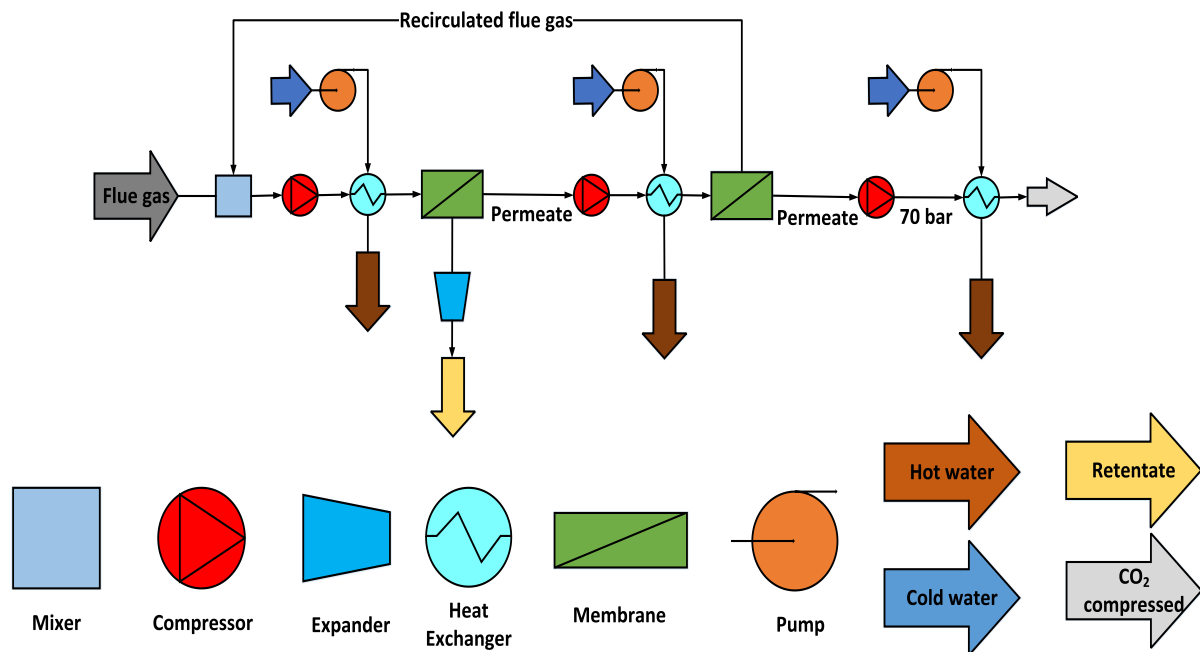 Recirculated flue gas
Flue gas
Permeate
Permeate
70 bar
Hot water
Retentate
Cold water
CO₂
compressed
Mixer
Compressor
Expander
Heat
Exchanger
Membrane
Pump